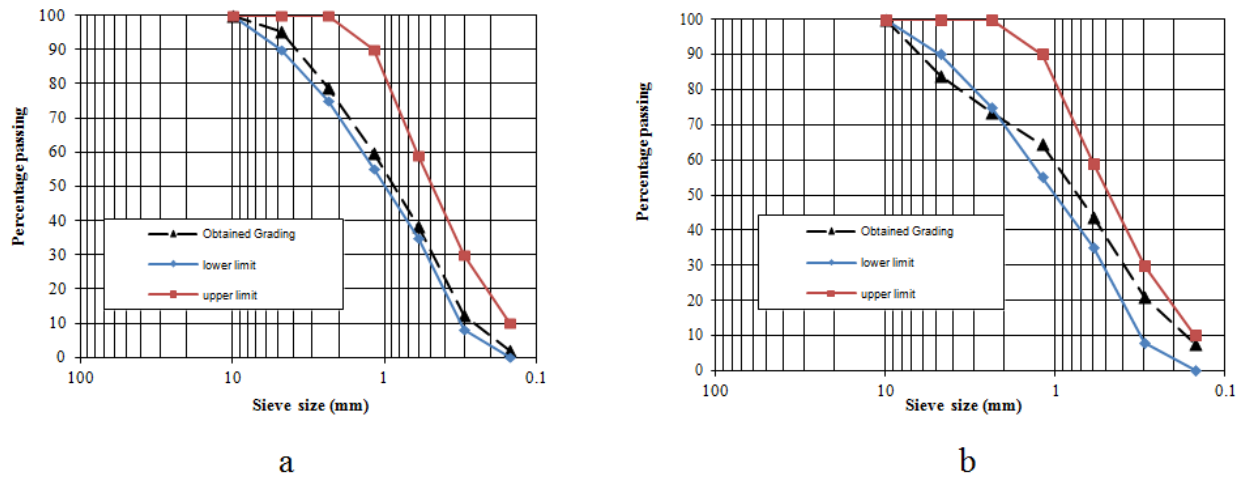 Percentage passing
100
90
80
70
60
50
40
30
20
10
0
Obtained Grading
lower limit
upper limit
100 10 1 0.1
Sieve size (mm)
a
Percentage passing
100
90
80
70
60
50
40
30
20
10
0
Obtained Grading
lower limit
upper limit
100 10 1 0.1
Sieve size (mm)
b